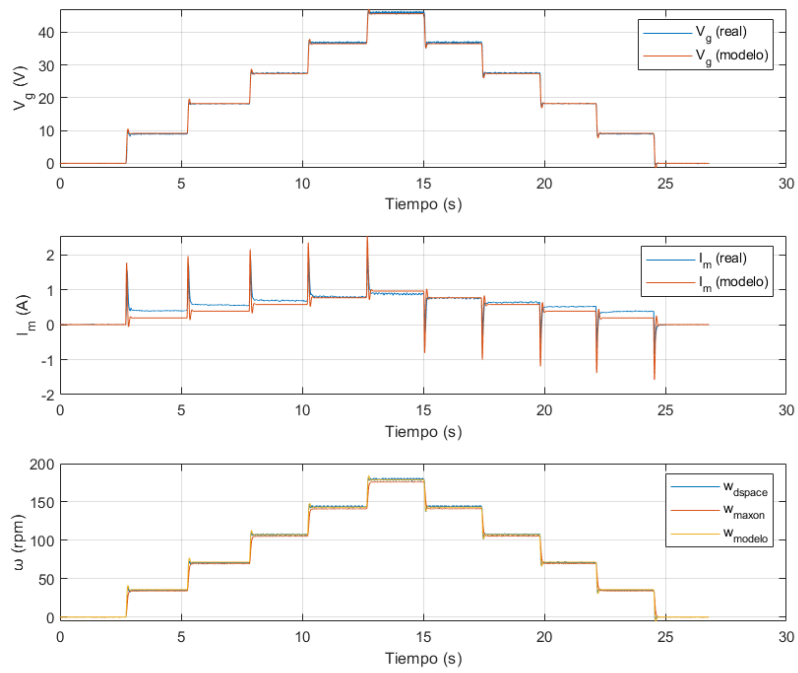 V_g (V)
40
30
20
10
0
V_g (real)
V_g (modelo)
0 5 10 15 20 25 30
Tiempo (s)
I_m (A)
2
1
0
-1
-2
I_m (real)
I_m (modelo)
0 5 10 15 20 25 30
Tiempo (s)
ω (rpm)
200
150
100
50
0
w_dspace
w_maxon
w_modelo
0 5 10 15 20 25 30
Tiempo (s)